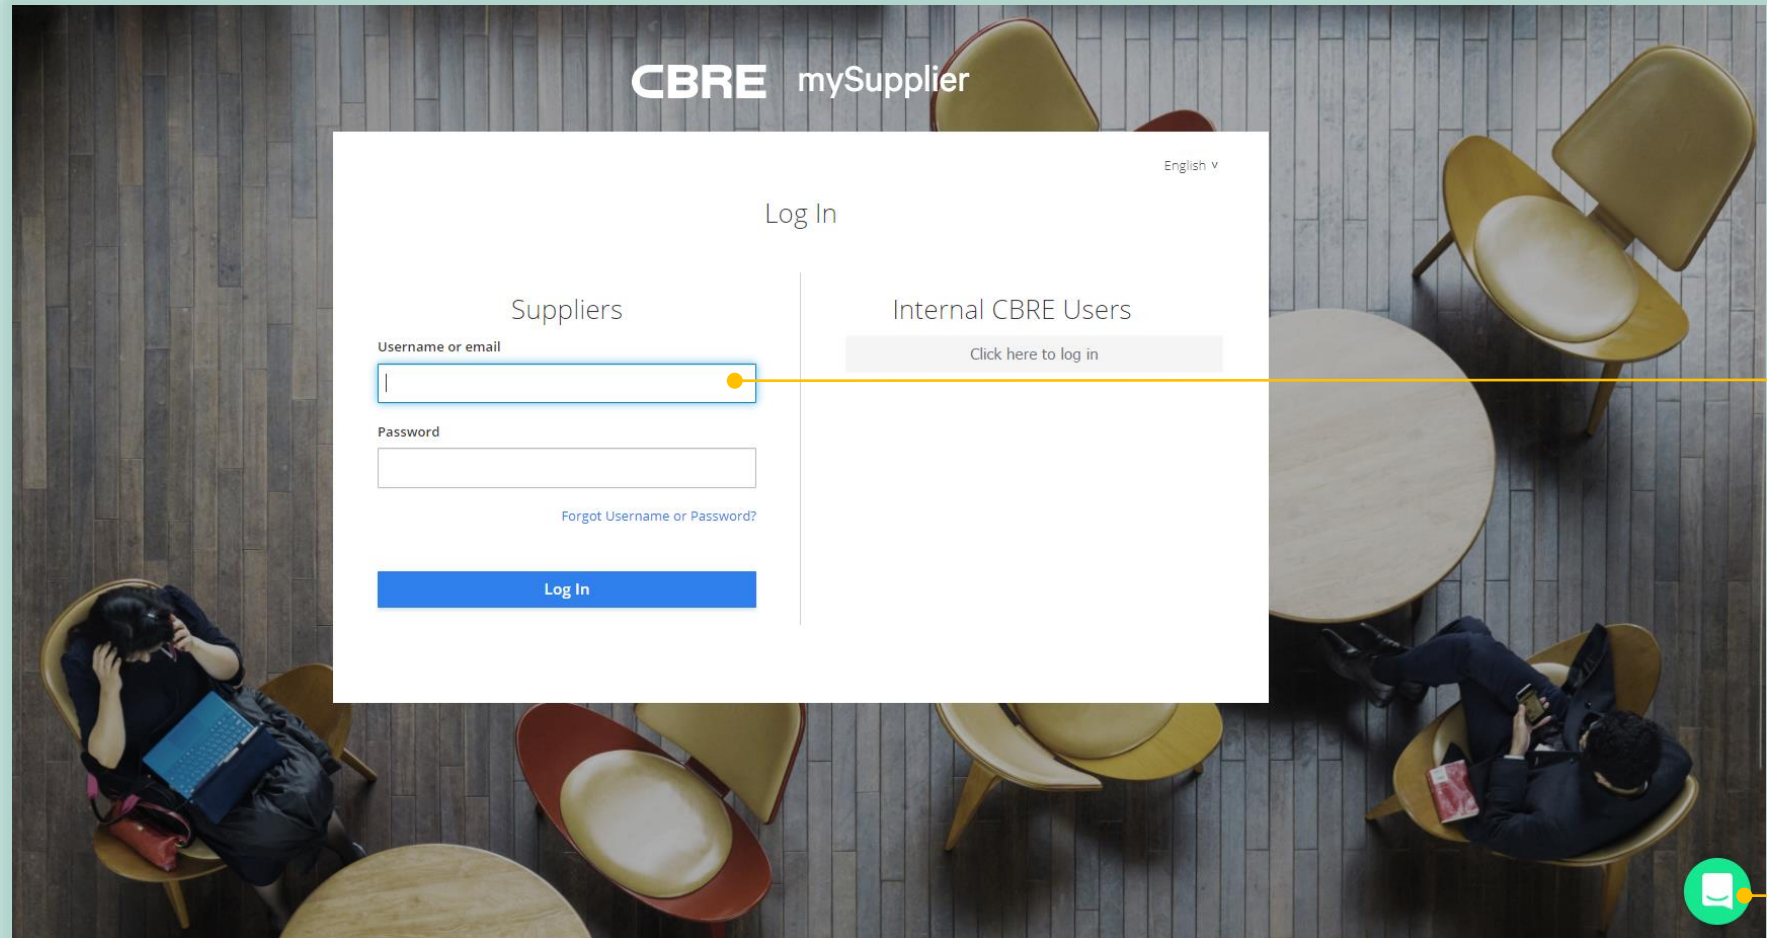 CBRE mySupplier
English v
Log In
Suppliers
Internal CBRE Users
Username or email
Click here to log in
Password
Forgot Username or Password?
Log In